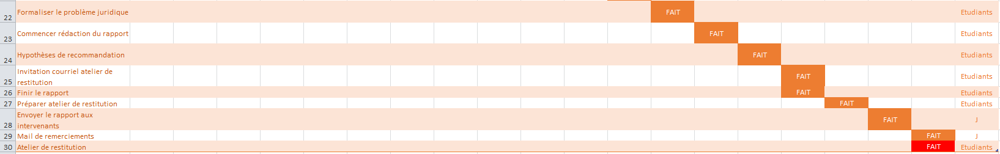 22 Formaliser le problème juridique FAIT Etudiants
23 Commencer rédaction du rapport FAIT Etudiants
24 Hypothèses de recommandation FAIT Etudiants
Invitation courriel atelier de
25 restitution FAIT Etudiants
26 Finir le rapport FAIT Etudiants
27 Préparer atelier de restitution FAIT Etudiants
Envoyer le rapport aux
28 intervenants FAIT J
29 Mail de remerciements FAIT J
30 Atelier de restitution FAIT Etudiants